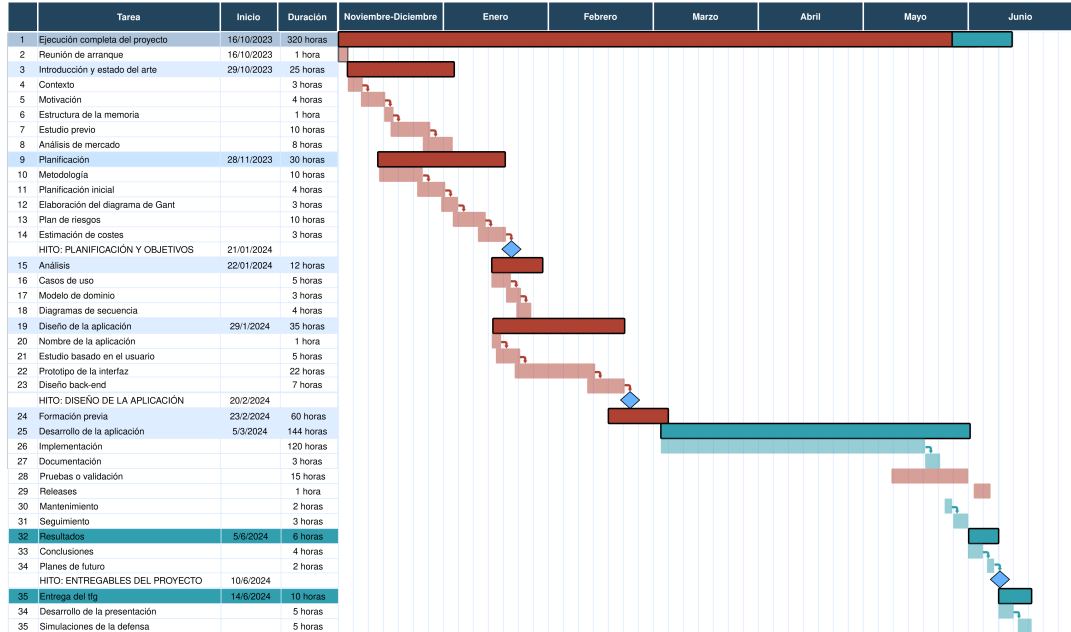 Tarea Inicio Duración Noviembre-Diciembre Enero Febrero Marzo Abril Mayo Junio
1 Ejecución completa del proyecto 16/10/2023 320 horas
2 Reunión de arranque 16/10/2023 1 hora
3 Introducción y estado del arte 29/10/2023 25 horas
4 Contexto 3 horas
5 Motivación 4 horas
6 Estructura de la memoria 1 hora
7 Estudio previo 10 horas
8 Análisis de mercado 8 horas
9 Planificación 28/11/2023 30 horas
10 Metodología 10 horas
11 Planificación inicial 4 horas
12 Elaboración del diagrama de Gant 3 horas
13 Plan de riesgos 10 horas
14 Estimación de costes 3 horas
HITO: PLANIFICACIÓN Y OBJETIVOS 21/01/2024
15 Análisis 22/01/2024 12 horas
16 Casos de uso 5 horas
17 Modelo de dominio 3 horas
18 Diagramas de secuencia 4 horas
19 Diseño de la aplicación 29/1/2024 35 horas
20 Nombre de la aplicación 1 hora
21 Estudio basado en el usuario 5 horas
22 Prototipo de la interfaz 22 horas
23 Diseño back-end 7 horas
HITO: DISEÑO DE LA APLICACIÓN 20/2/2024
24 Formación previa 23/2/2024 60 horas
25 Desarrollo de la aplicación 5/3/2024 144 horas
26 Implementación 120 horas
27 Documentación 3 horas
28 Pruebas o validación 15 horas
29 Releases 1 hora
30 Mantenimiento 2 horas
31 Seguimiento 3 horas
32 Resultados 5/6/2024 6 horas
33 Conclusiones 4 horas
34 Planes de futuro 2 horas
HITO: ENTREGABLES DEL PROYECTO 10/6/2024
35 Entrega del tfg 14/6/2024 10 horas
34 Desarrollo de la presentación 5 horas
35 Simulaciones de la defensa 5 horas